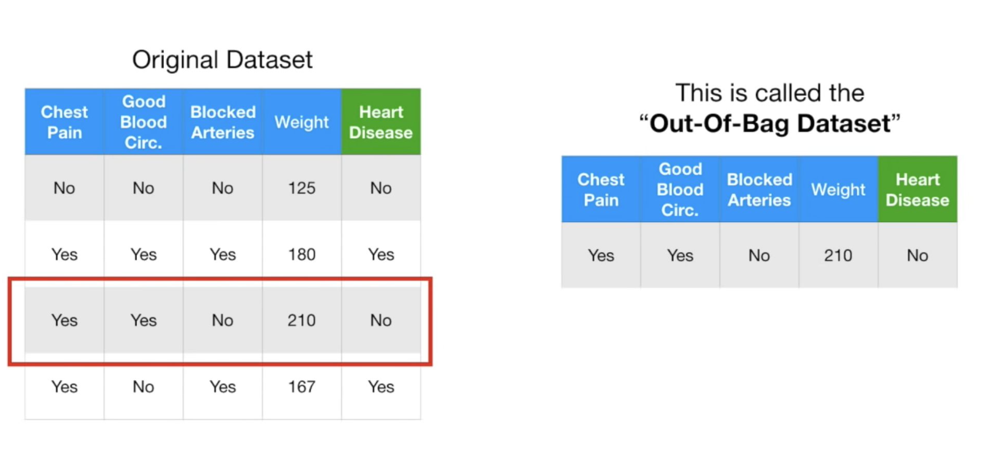 Original Dataset
Chest Pain Good Blood Circ. Blocked Arteries Weight Heart Disease
No No No 125 No
Yes Yes Yes 180 Yes
Yes Yes No 210 No
Yes No Yes 167 Yes
This is called the
“Out-Of-Bag Dataset”
Chest Pain Good Blood Circ. Blocked Arteries Weight Heart Disease
Yes Yes No 210 No